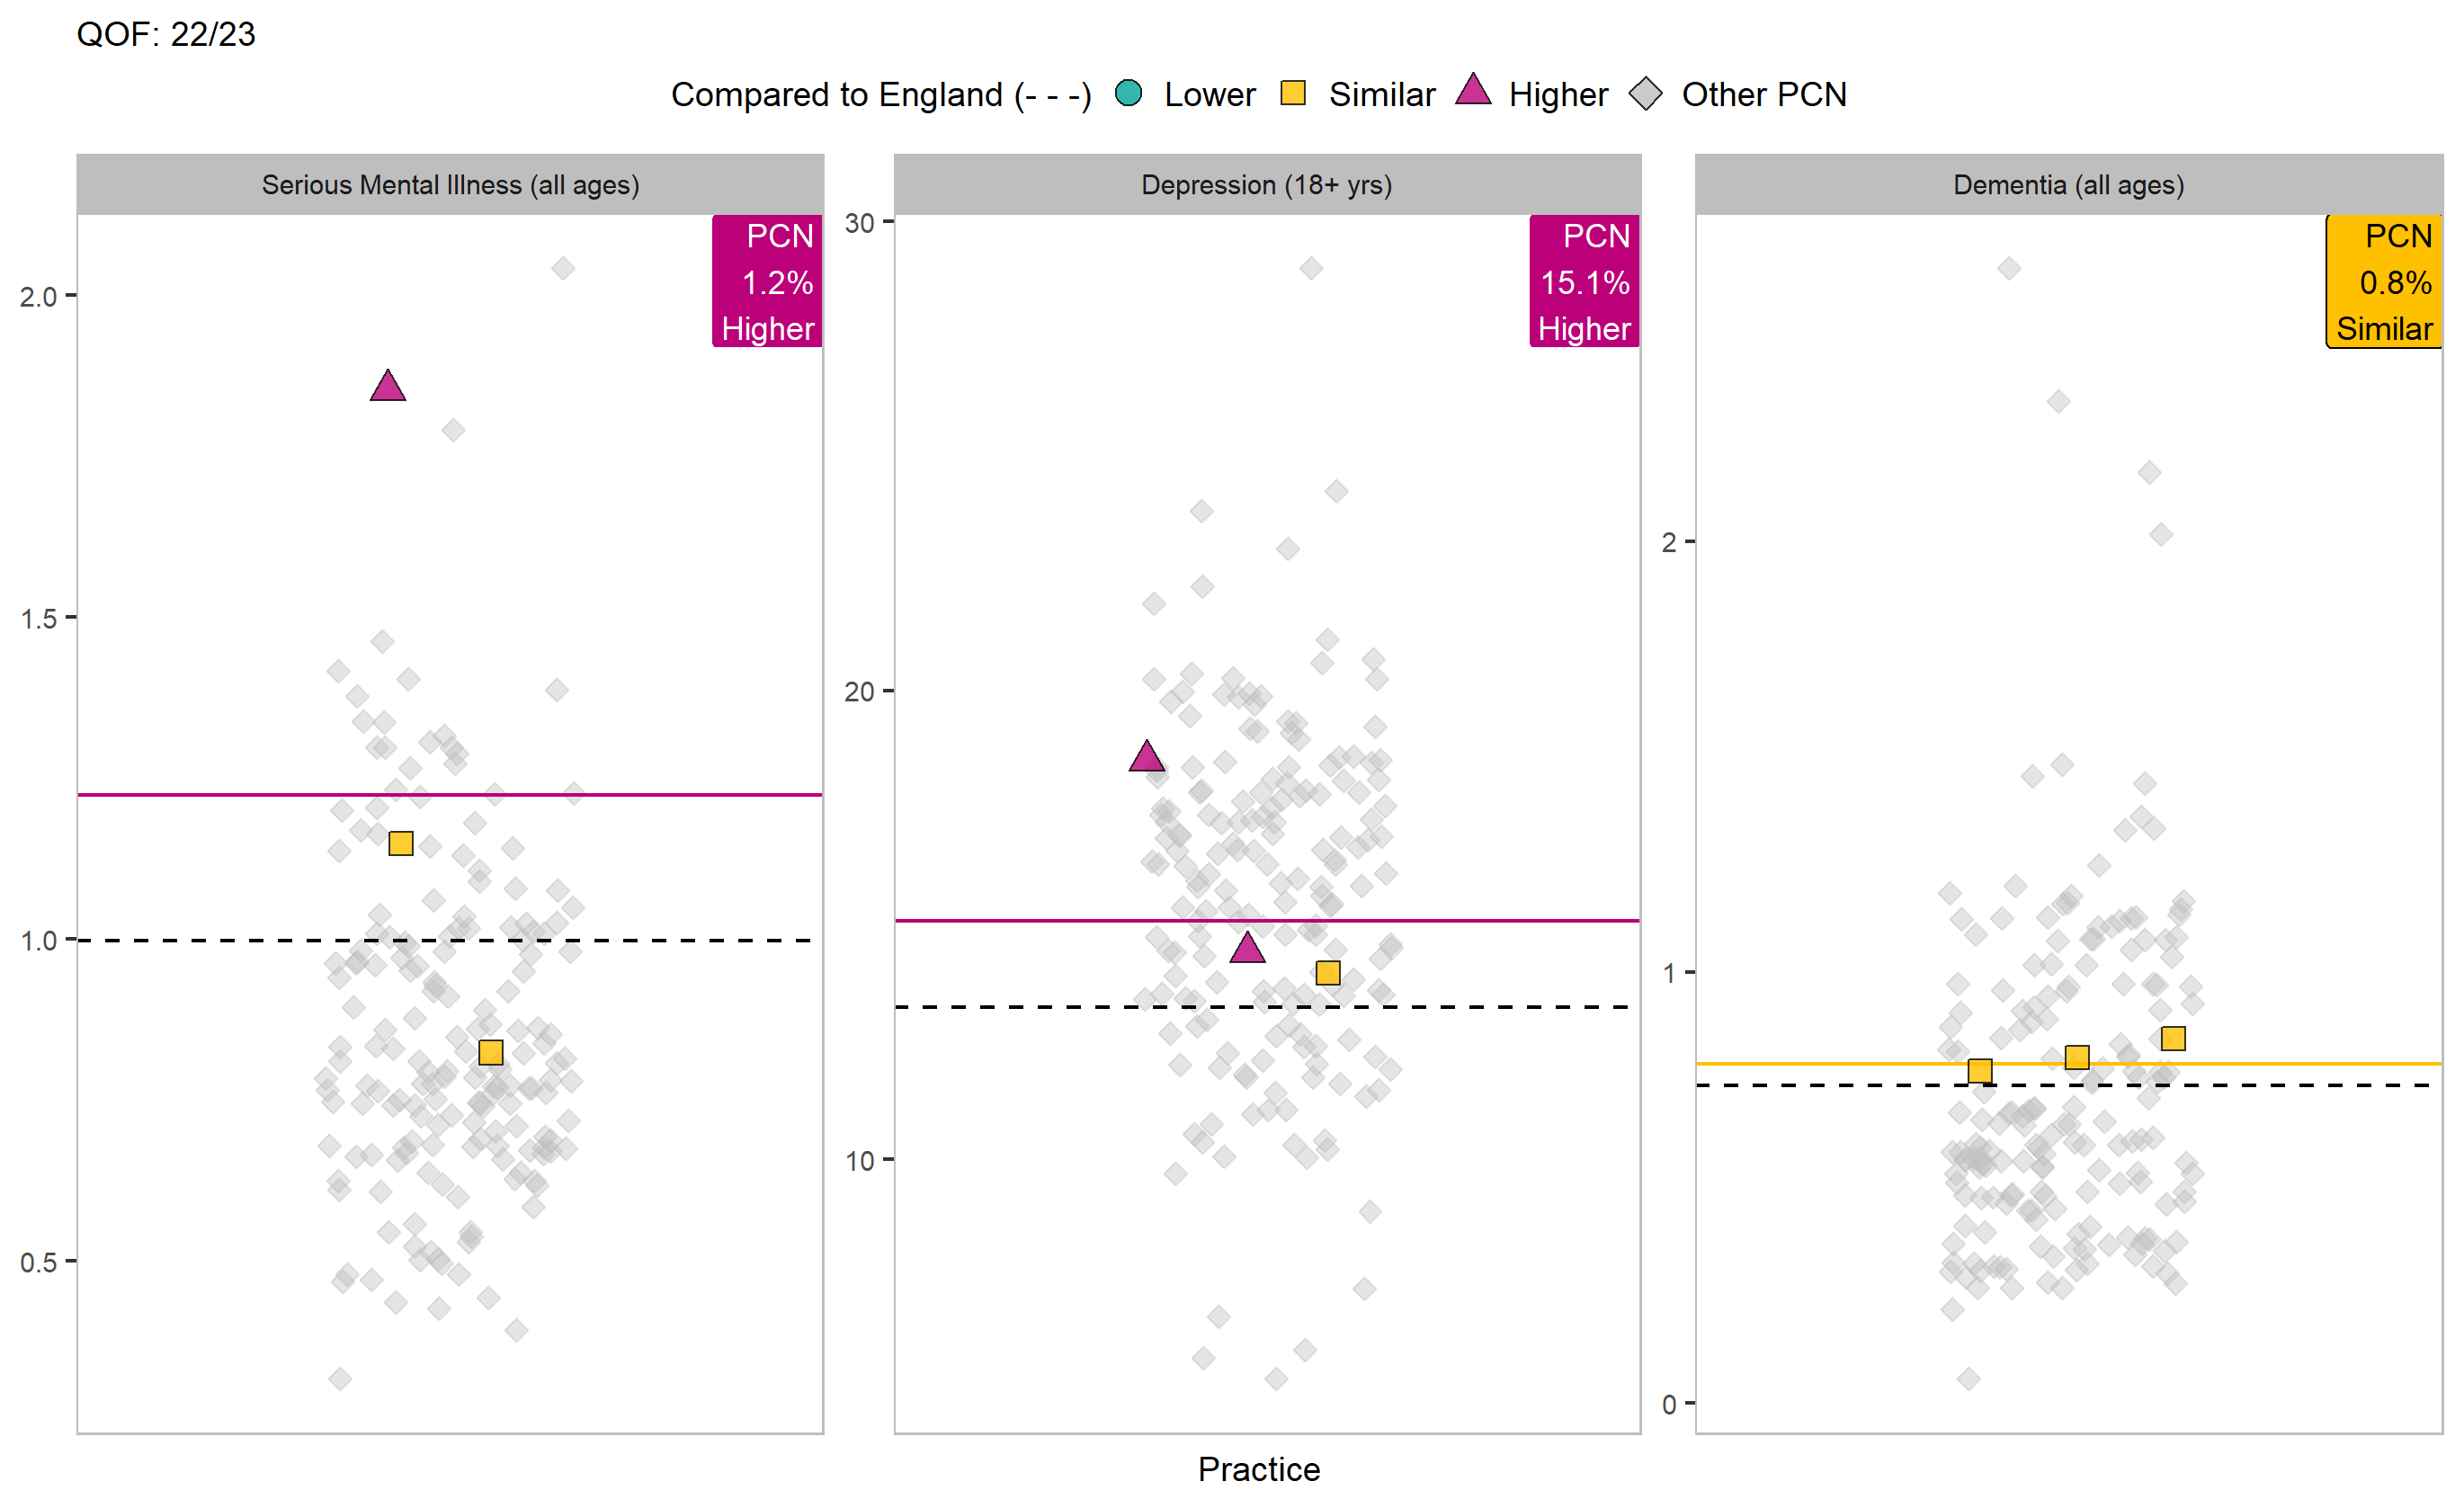 QOF: 22/23
Compared to England (- - -) Lower Similar Higher Other PCN
Serious Mental Illness (all ages)
PCN
1.2%
Higher
2.0
1.5
1.0
0.5
Depression (18+ yrs)
PCN
15.1%
Higher
30
20
10
Dementia (all ages)
PCN
0.8%
Similar
2
1
0
Practice